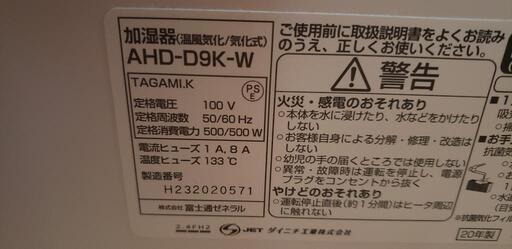 加湿器(温風気化/気化式)
AHD-D9K-W
TAGAMI.K
PS
E
定格電圧 100 V
定格周波数 50/60 Hz
定格消費電力 500/500 W
電流ヒューズ 1 A, 8 A
温度ヒューズ 133 ℃
製造番号
H232020571
株式会社 富士通ゼネラル
ご使用前に取扱説明書をよくお読み
のうえ、正しくお使いください。
警告
火災・感電のおそれあり
本体を水に浸けたり、水などをかけたり
しない
お客様自身による分解・修理・改造は
しない
幼児の手の届くところでは使用しない
異常・故障時は運転を停止し、電源
プラグをコンセントから抜く
やけどのおそれあり
運転停止直後(約1分間)はヒータ周辺
に触れない
JET ダイニチ工業株式会社
20年製